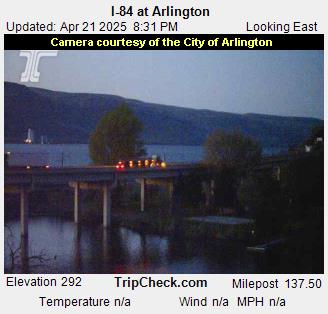 I-84 at Arlington
Updated: Apr 21 2025 8:31 PM Looking East
Camera courtesy of the City of Arlington
Elevation 292 TripCheck.com Milepost 137.50
Temperature n/a Wind n/a MPH n/a